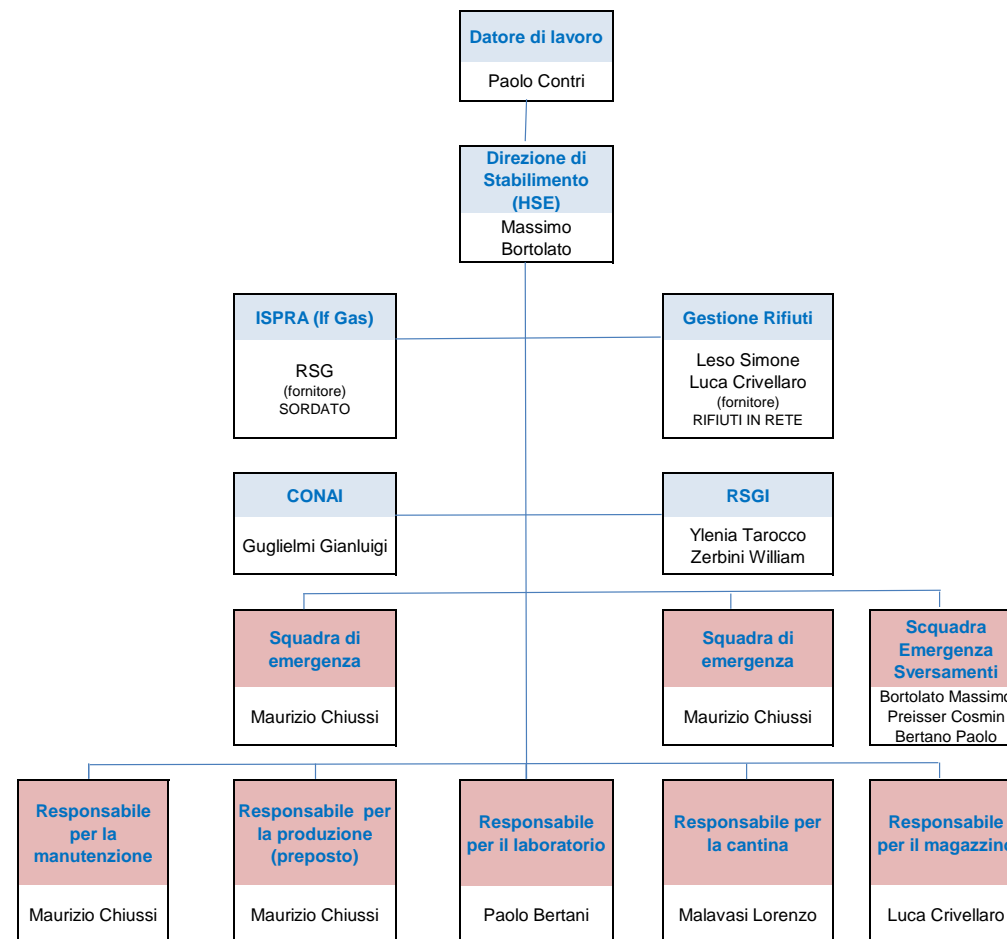 Datore di lavoro
Paolo Contri
Direzione di
Stabilimento
(HSE)
Massimo
Bortolato
ISPRA (If Gas)
RSG
(fornitore)
SORDATO
Gestione Rifiuti
Leso Simone
Luca Crivellaro
(fornitore)
RIFIUTI IN RETE
CONAI
Guglielmi Gianluigi
RSGI
Ylenia Tarocco
Zerbini William
Squadra di
emergenza
Maurizio Chiussi
Squadra di
emergenza
Maurizio Chiussi
Scquadra
Emergenza
Sversamenti
Bortolato Massimo
Preisser Cosmin
Bertano Paolo
Responsabile
per la
manutenzione
Maurizio Chiussi
Responsabile per
la produzione
(preposto)
Maurizio Chiussi
Responsabile
per il laboratorio
Paolo Bertani
Responsabile per
la cantina
Malavasi Lorenzo
Responsabile
per il magazzino
Luca Crivellaro